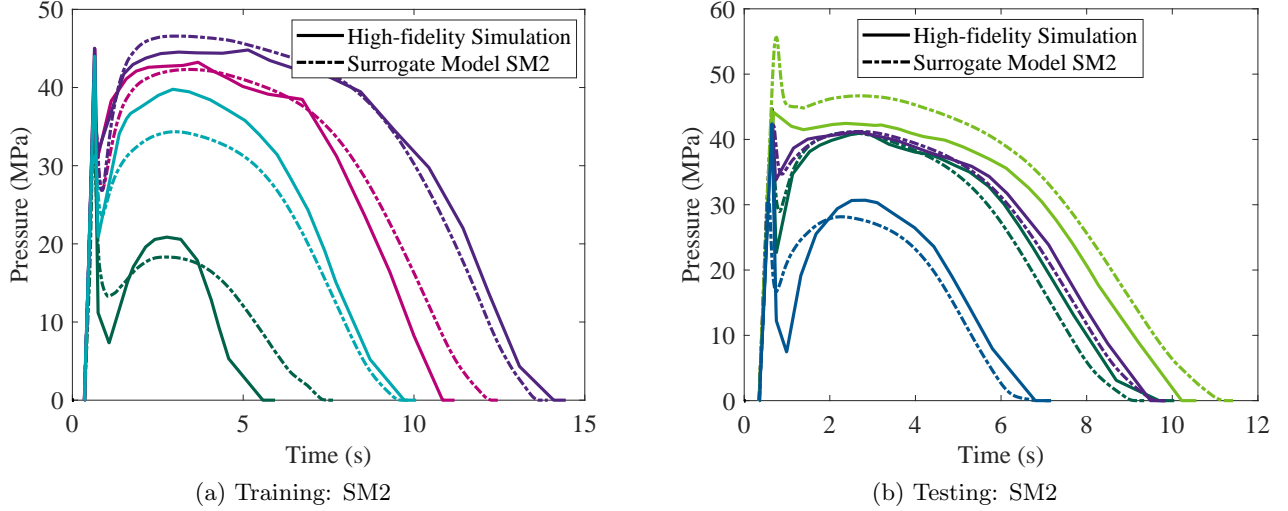 50
40
30
20
10
0
0
5
10
15
Pressure (MPa)
Time (s)
High-fidelity Simulation
Surrogate Model SM2
(a) Training: SM2
60
50
40
30
20
10
0
0
2
4
6
8
10
12
Pressure (MPa)
Time (s)
High-fidelity Simulation
Surrogate Model SM2
(b) Testing: SM2